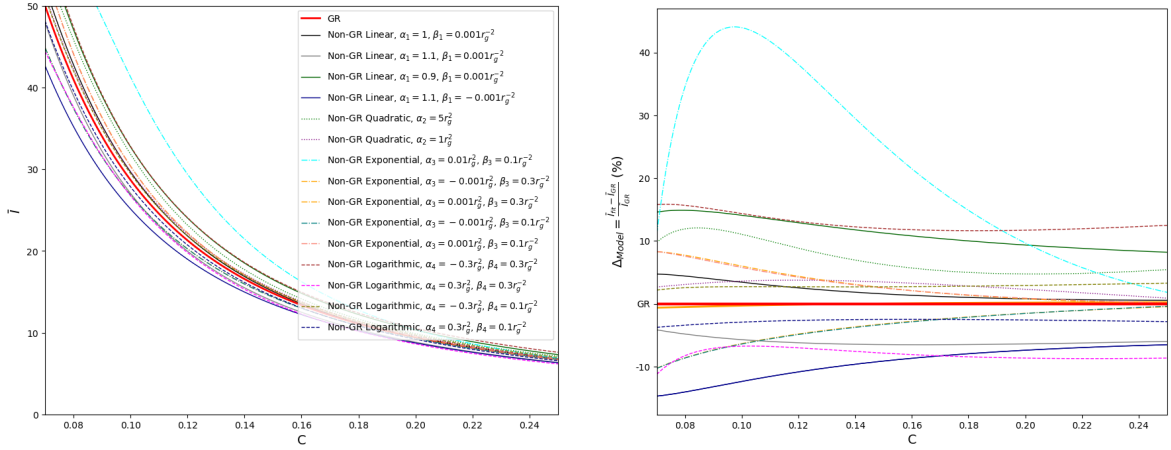 50
40
30
20
10
0
Ī
0.08 0.10 0.12 0.14 0.16 0.18 0.20 0.22 0.24
C
GR
Non-GR Linear, α₁ = 1, β₁ = 0.001r_g⁻²
Non-GR Linear, α₁ = 1.1, β₁ = 0.001r_g⁻²
Non-GR Linear, α₁ = 0.9, β₁ = 0.001r_g⁻²
Non-GR Linear, α₁ = 1.1, β₁ = −0.001r_g⁻²
Non-GR Quadratic, α₂ = 5r_g²
Non-GR Quadratic, α₂ = 1r_g²
Non-GR Exponential, α₃ = 0.01r_g², β₃ = 0.1r_g⁻²
Non-GR Exponential, α₃ = −0.001r_g², β₃ = 0.3r_g⁻²
Non-GR Exponential, α₃ = 0.001r_g², β₃ = 0.3r_g⁻²
Non-GR Exponential, α₃ = −0.001r_g², β₃ = 0.1r_g⁻²
Non-GR Exponential, α₃ = 0.001r_g², β₃ = 0.1r_g⁻²
Non-GR Logarithmic, α₄ = −0.3r_g², β₄ = 0.3r_g⁻²
Non-GR Logarithmic, α₄ = 0.3r_g², β₄ = 0.3r_g⁻²
Non-GR Logarithmic, α₄ = −0.3r_g², β₄ = 0.1r_g⁻²
Non-GR Logarithmic, α₄ = 0.3r_g², β₄ = 0.1r_g⁻²
40
30
20
10
GR
-10
Δ_Model = (Ī_fit − Ī_GR)/Ī_GR (%)
0.08 0.10 0.12 0.14 0.16 0.18 0.20 0.22 0.24
C